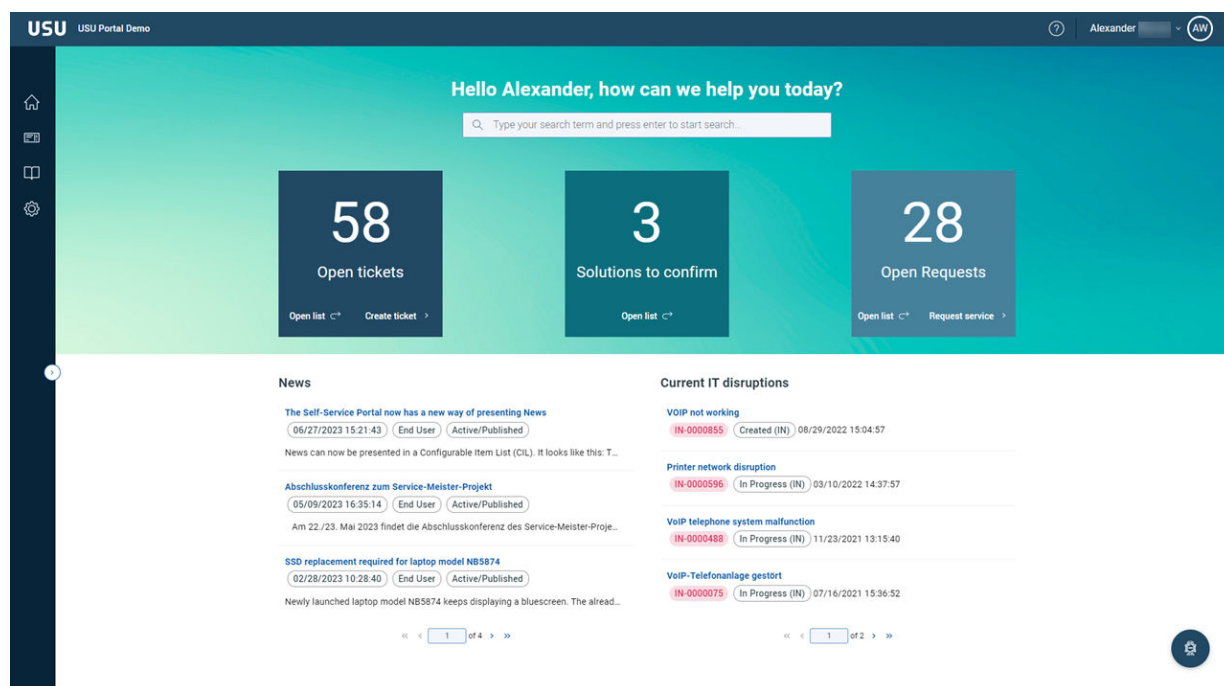 USU USU Portal Demo
? Alexander AW
Hello Alexander, how can we help you today?
Type your search term and press enter to start search...
58
Open tickets
Open list Create ticket
3
Solutions to confirm
Open list
28
Open Requests
Open list Request service
News
The Self-Service Portal now has a new way of presenting News
06/27/2023 15:21:43 End User Active/Published
News can now be presented in a Configurable Item List (CIL). It looks like this: T...
Abschlusskonferenz zum Service-Meister-Projekt
05/09/2023 16:35:14 End User Active/Published
Am 22./23. Mai 2023 findet die Abschlusskonferenz des Service-Meister-Proje...
SSD replacement required for laptop model NB5874
02/28/2023 10:28:40 End User Active/Published
Newly launched laptop model NB5874 keeps displaying a bluescreen. The alread...
« ‹ 1 of 4 › »
Current IT disruptions
VOIP not working
IN-0000855 Created (IN) 08/29/2022 15:04:57
Printer network disruption
IN-0000596 In Progress (IN) 03/10/2022 14:37:57
VoIP telephone system malfunction
IN-0000488 In Progress (IN) 11/23/2021 13:15:40
VoIP-Telefonanlage gestört
IN-0000075 In Progress (IN) 07/16/2021 15:36:52
« ‹ 1 of 2 › »